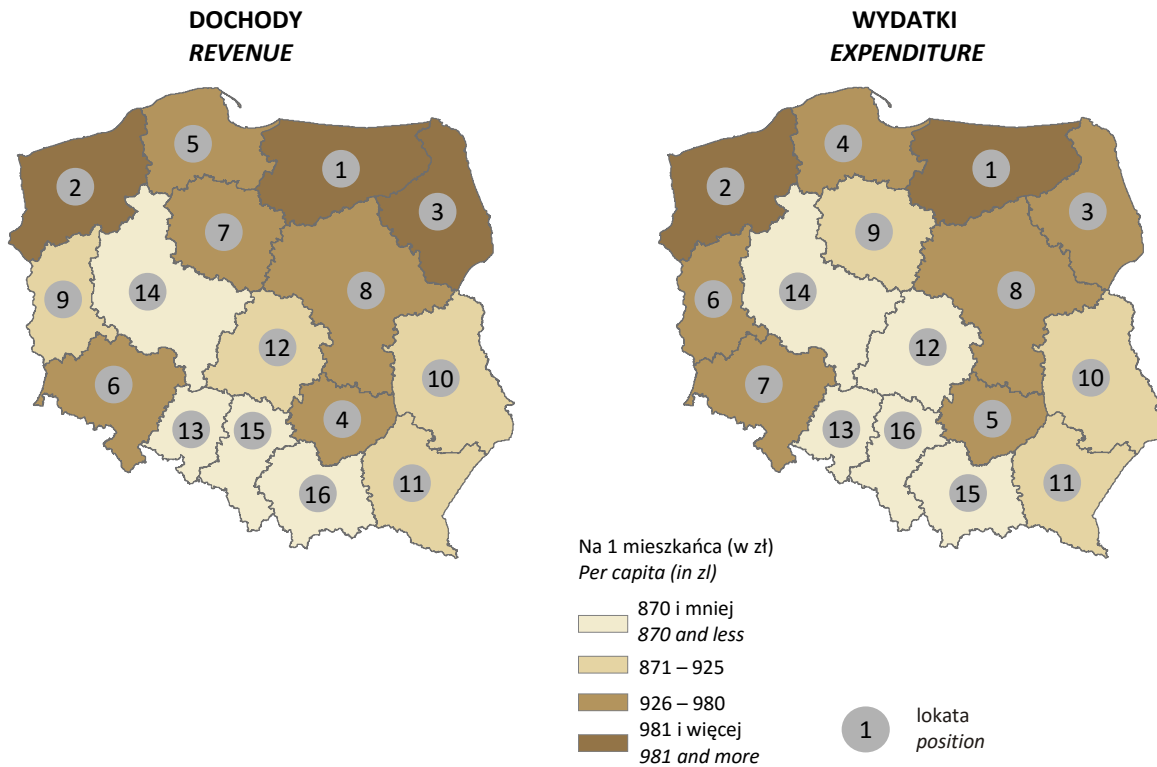 DOCHODY
REVENUE
5
1
2
3
7
14
9
8
12
6
10
4
13
15
11
16
WYDATKI
EXPENDITURE
4
1
2
3
9
14
6
8
12
7
10
5
13
16
11
15
Na 1 mieszkańca (w zł)
Per capita (in zl)
870 i mniej
870 and less
871 – 925
926 – 980
981 i więcej
981 and more
1
lokata
position